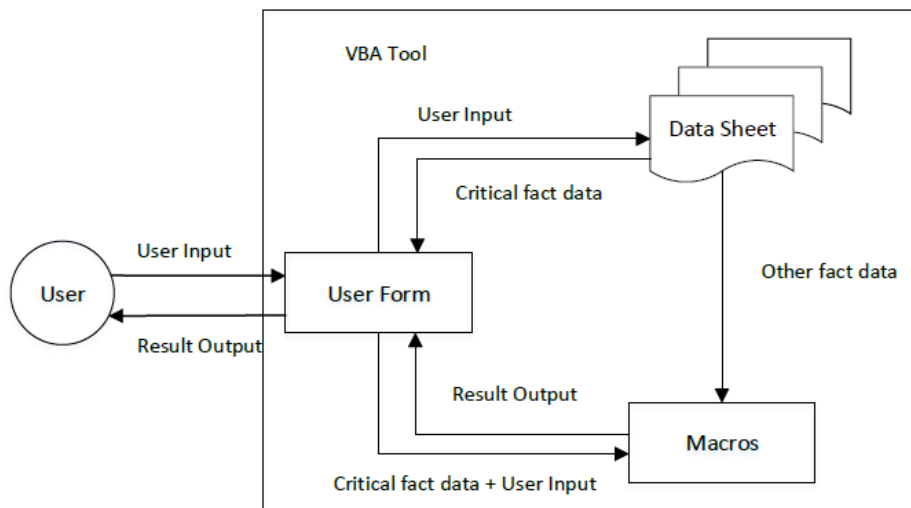 VBA Tool
User Input
Data Sheet
Critical fact data
User Input
User
User Form
Other fact data
Result Output
Result Output
Macros
Critical fact data + User Input